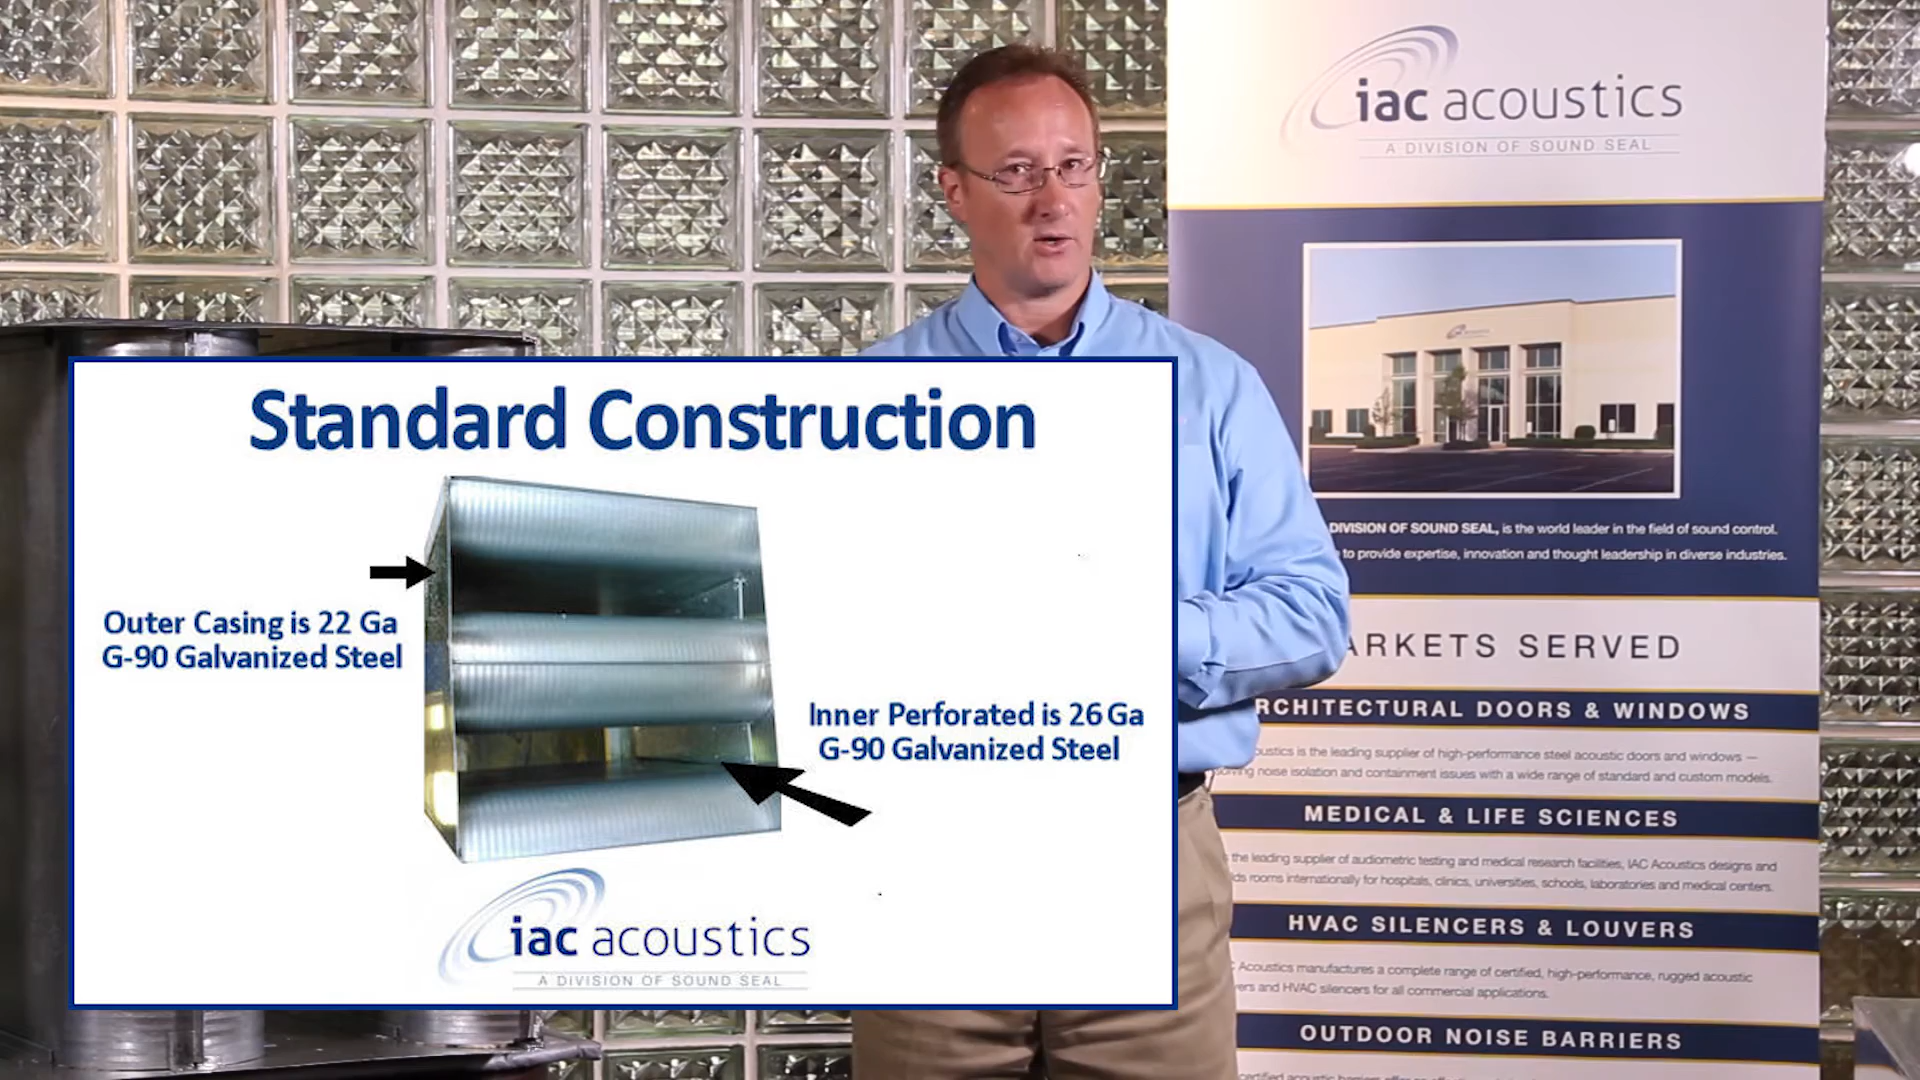 iac acoustics
A DIVISION OF SOUND SEAL
Standard Construction
Outer Casing is 22 Ga
G-90 Galvanized Steel
Inner Perforated is 26 Ga
G-90 Galvanized Steel
iac acoustics
A DIVISION OF SOUND SEAL
DIVISION OF SOUND SEAL, is the world leader in the field of sound control.
to provide expertise, innovation and thought leadership in diverse industries.
ARKETS SERVED
RCHITECTURAL DOORS & WINDOWS
oustics is the leading supplier of high-performance steel acoustic doors and windows —
noise isolation and containment issues with a wide range of standard and custom models.
MEDICAL & LIFE SCIENCES
the leading supplier of audiometric testing and medical research facilities, IAC Acoustics designs and
lds rooms internationally for hospitals, clinics, universities, schools, laboratories and medical centers.
HVAC SILENCERS & LOUVERS
Acoustics manufactures a complete range of certified, high-performance, rugged acoustic
vers and HVAC silencers for all commercial applications.
OUTDOOR NOISE BARRIERS